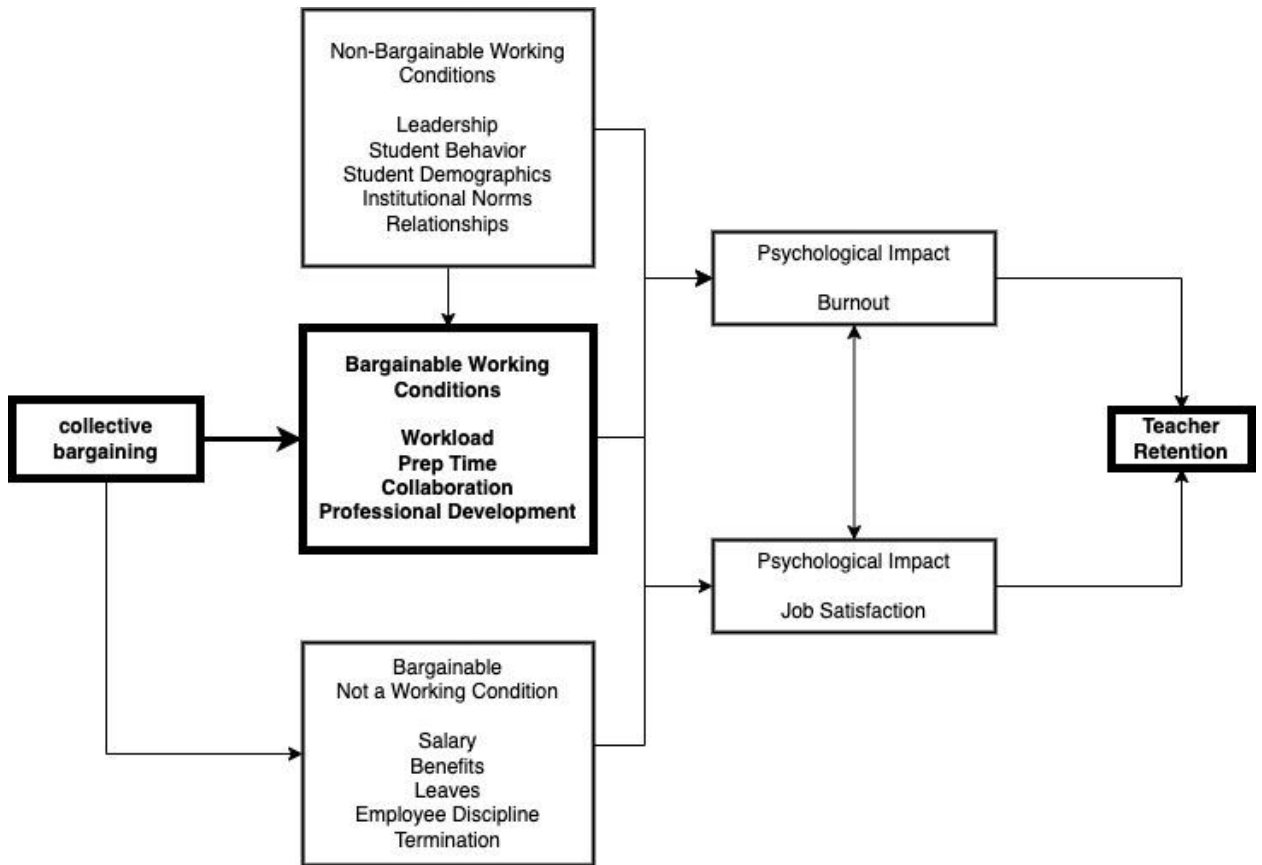 Non-Bargainable Working
Conditions
Leadership
Student Behavior
Student Demographics
Institutional Norms
Relationships
Bargainable Working
Conditions
Workload
Prep Time
Collaboration
Professional Development
collective
bargaining
Bargainable
Not a Working Condition
Salary
Benefits
Leaves
Employee Discipline
Termination
Psychological Impact
Burnout
Psychological Impact
Job Satisfaction
Teacher
Retention